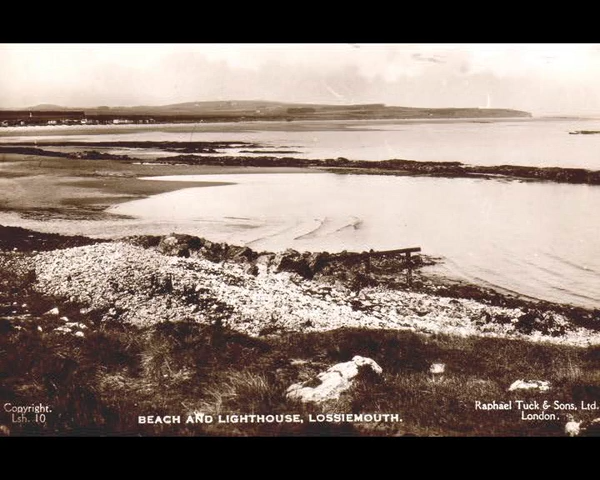 Copyright.
Lsh. 10
BEACH AND LIGHTHOUSE, LOSSIEMOUTH.
Raphael Tuck & Sons, Ltd.
London.